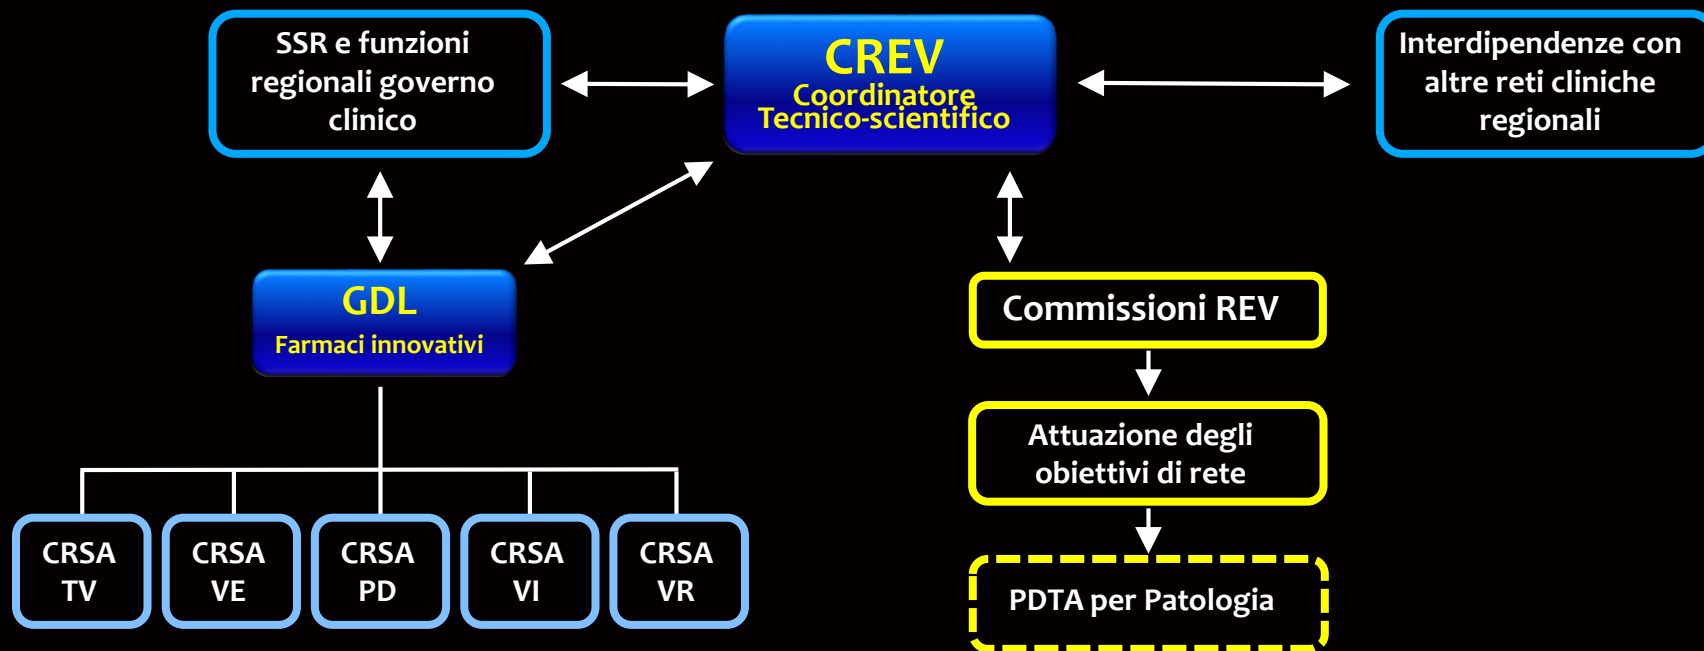 SSR e funzioni
regionali governo
clinico
CREV
Coordinatore
Tecnico-scientifico
Interdipendenze con
altre reti cliniche
regionali
GDL
Farmaci innovativi
Commissioni REV
Attuazione degli
obiettivi di rete
CRSA
TV
CRSA
VE
CRSA
PD
CRSA
VI
CRSA
VR
PDTA per Patologia